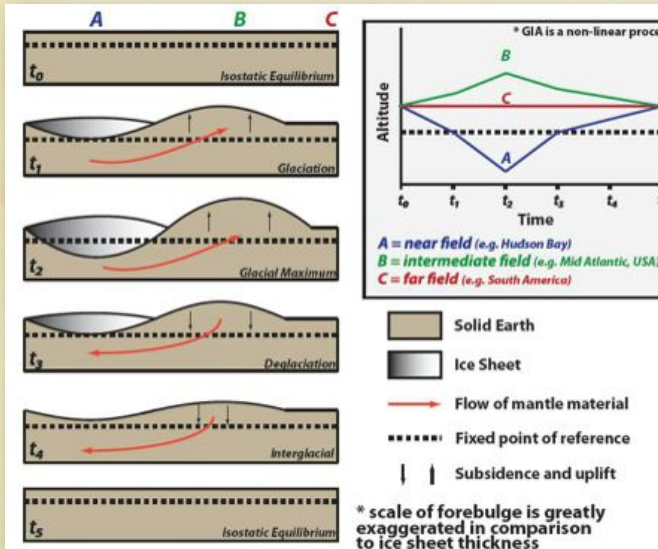 A B C
t0
Isostatic Equilibrium
t1
Glaciation
t2
Glacial Maximum
t3
Deglaciation
t4
Interglacial
t5
Isostatic Equilibrium
* GIA is a non-linear
B
C
A
Altitude
t0 t1 t2 t3 t4
Time
A = near field (e.g. Hudson Bay)
B = intermediate field (e.g. Mid Atlantic, USA)
C = far field (e.g. South America)
Solid Earth
Ice Sheet
Flow of mantle material
Fixed point of reference
Subsidence and uplift
* scale of forebulge is greatly
exaggerated in comparison
to ice sheet thickness